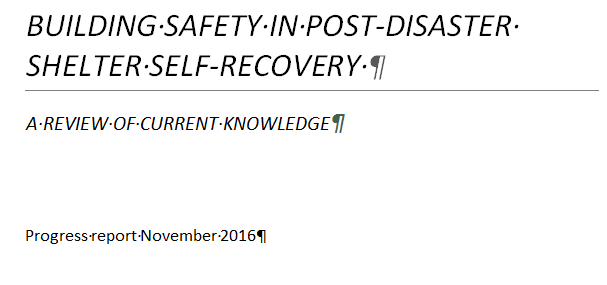 BUILDING·SAFETY·IN·POST-DISASTER·
SHELTER·SELF-RECOVERY·¶
A·REVIEW·OF·CURRENT·KNOWLEDGE¶
Progress·report·November·2016¶